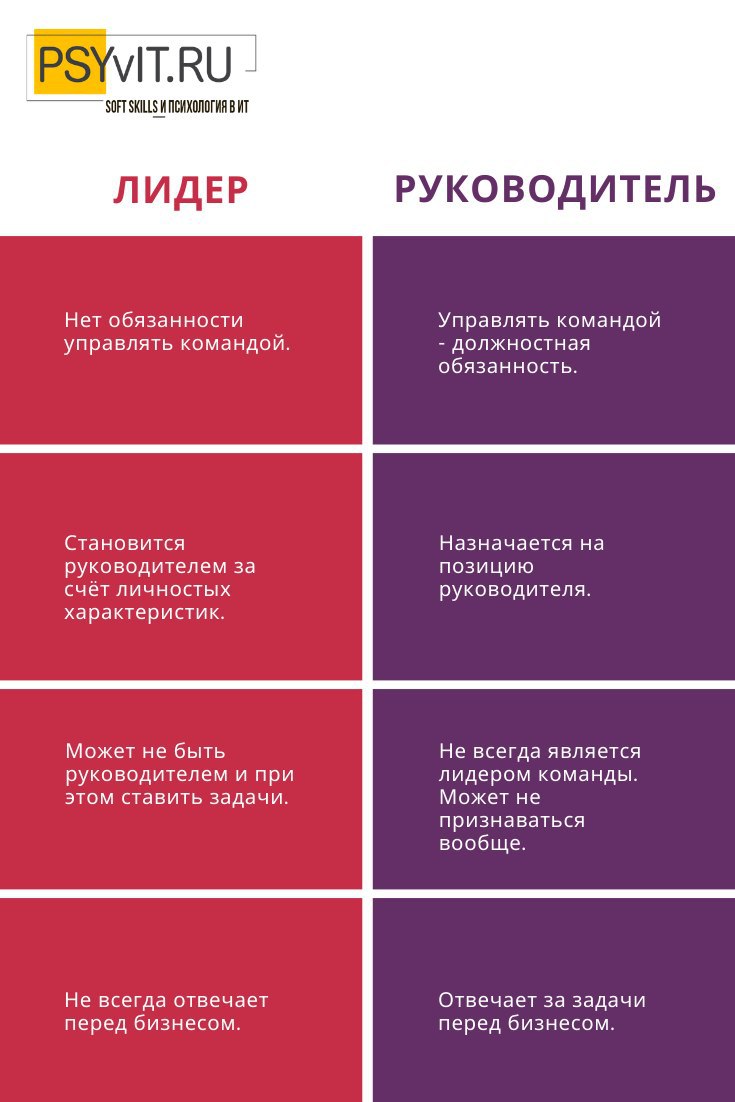 PSYvIT.RU
SOFT SKILLS И ПСИХОЛОГИЯ В ИТ
ЛИДЕР
РУКОВОДИТЕЛЬ
Нет обязанности
управлять командой.
Управлять командой
- должностная
обязанность.
Становится
руководителем за
счёт личностых
характеристик.
Назначается на
позицию
руководителя.
Может не быть
руководителем и при
этом ставить задачи.
Не всегда является
лидером команды.
Может не
признаваться
вообще.
Не всегда отвечает
перед бизнесом.
Отвечает за задачи
перед бизнесом.